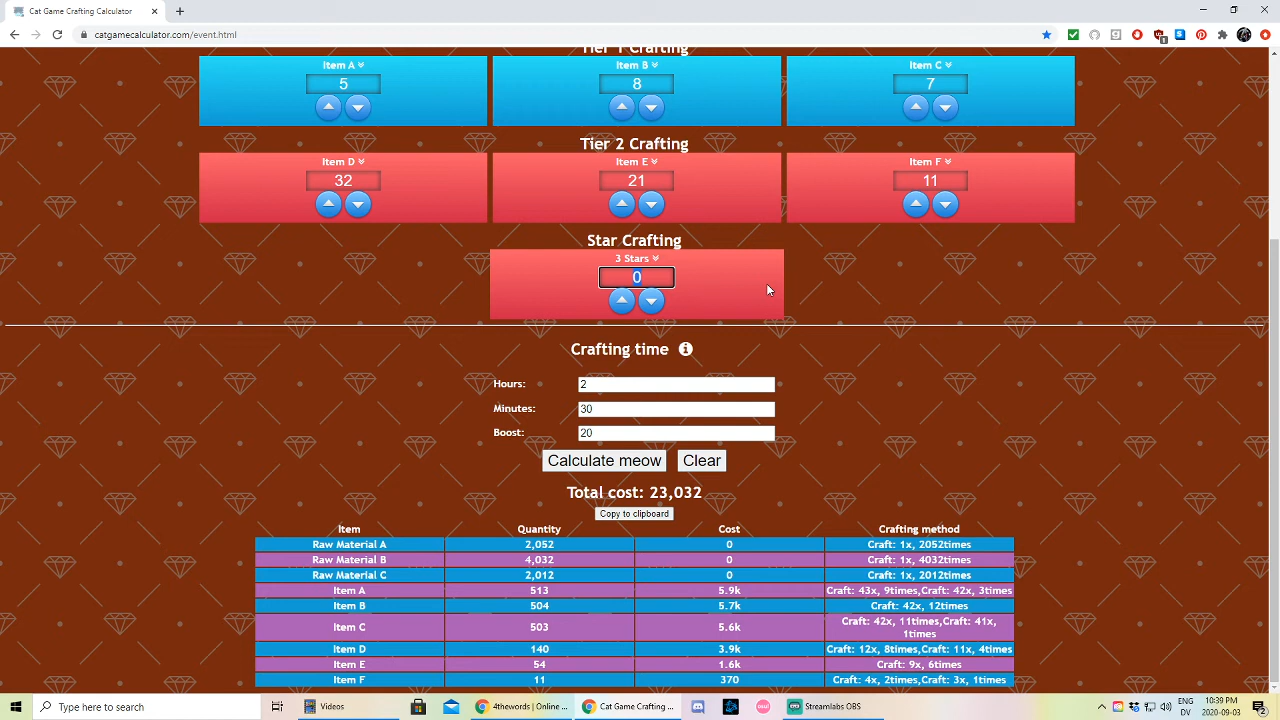 Cat Game Crafting Calculator
catgamecalculator.com/event.html
Tier 1 Crafting
Item A Item B Item C
5 8 7
Tier 2 Crafting
Item D Item E Item F
32 21 11
Star Crafting
3 Stars
0
Crafting time
Hours: 2
Minutes: 30
Boost: 20
Calculate meow Clear
Total cost: 23,032
Copy to clipboard
Item Quantity Cost Crafting method
Raw Material A 2,052 0 Craft: 1x, 2052times
Raw Material B 4,032 0 Craft: 1x, 4032times
Raw Material C 2,012 0 Craft: 1x, 2012times
Item A 513 5.9k Craft: 43x, 9times,Craft: 42x, 3times
Item B 504 5.7k Craft: 42x, 12times
Item C 503 5.6k Craft: 42x, 11times,Craft: 41x,
1times
Item D 140 3.9k Craft: 12x, 8times,Craft: 11x, 4times
Item E 54 1.6k Craft: 9x, 6times
Item F 11 370 Craft: 4x, 2times,Craft: 3x, 1times
Type here to search Videos 4thewords | Online ... Cat Game Crafting ... Streamlabs OBS ENG 10:39 PM
DV 2020-09-03